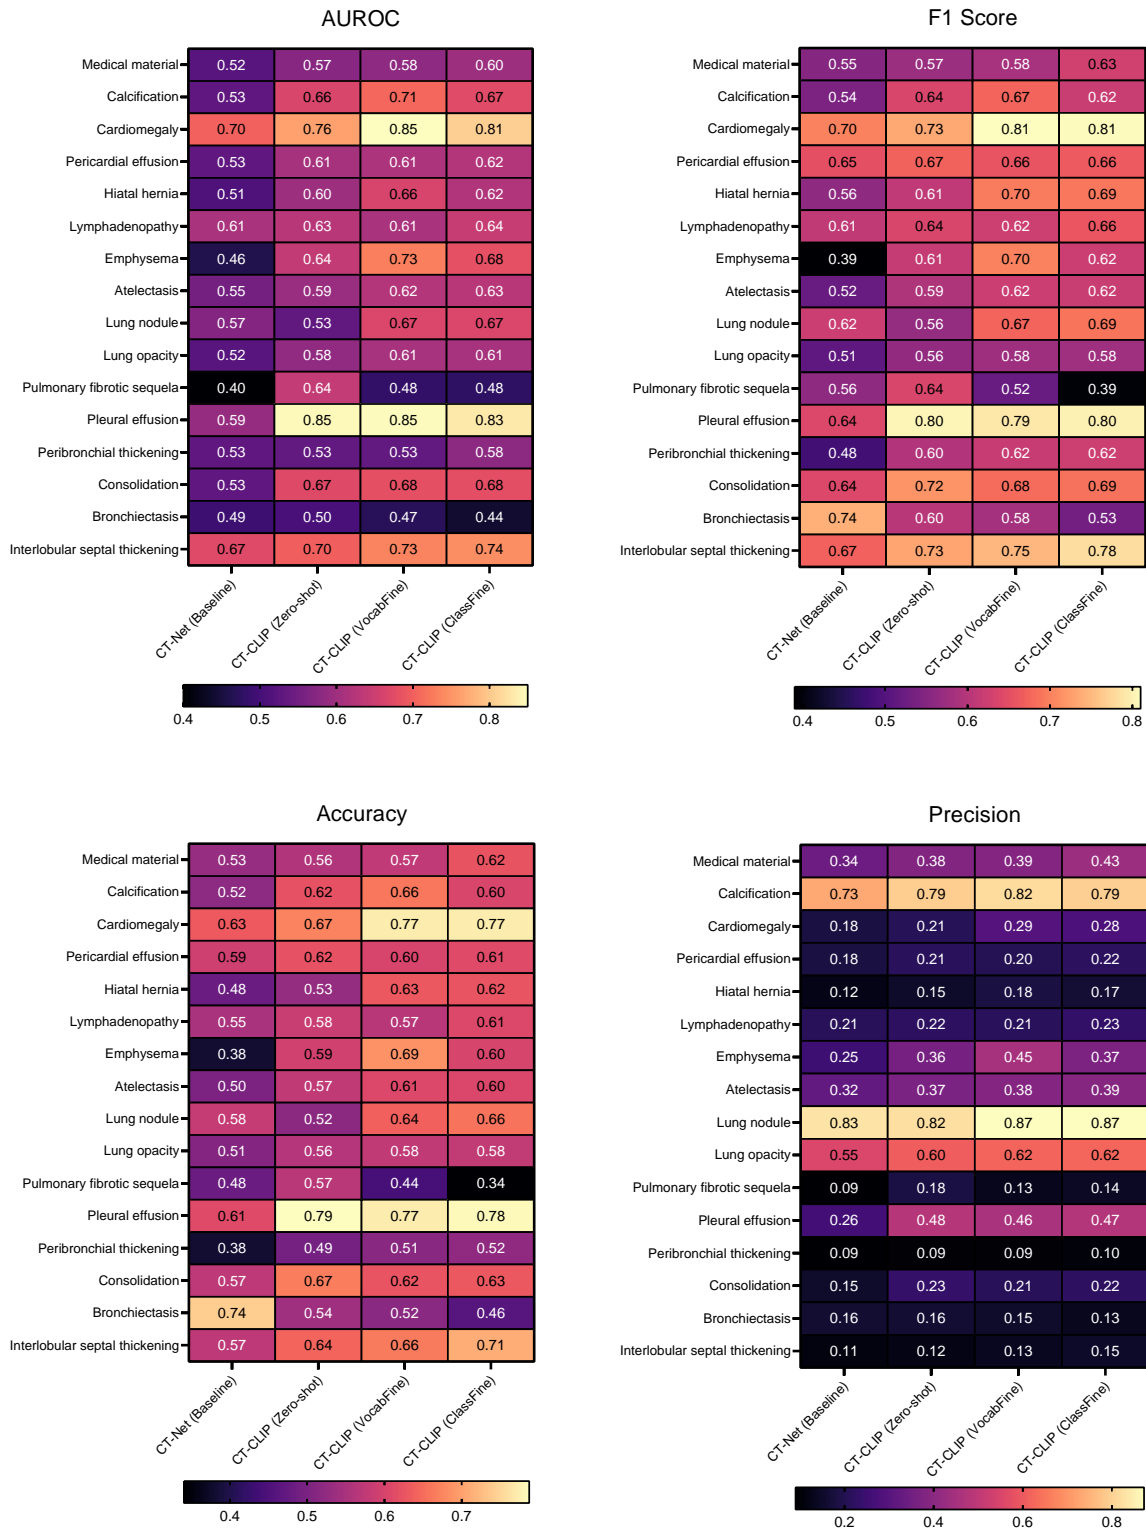 AUROC
Medical material 0.52 0.57 0.58 0.60
Calcification 0.53 0.66 0.71 0.67
Cardiomegaly 0.70 0.76 0.85 0.81
Pericardial effusion 0.53 0.61 0.61 0.62
Hiatal hernia 0.51 0.60 0.66 0.62
Lymphadenopathy 0.61 0.63 0.61 0.64
Emphysema 0.46 0.64 0.73 0.68
Atelectasis 0.55 0.59 0.62 0.63
Lung nodule 0.57 0.53 0.67 0.67
Lung opacity 0.52 0.58 0.61 0.61
Pulmonary fibrotic sequela 0.40 0.64 0.48 0.48
Pleural effusion 0.59 0.85 0.85 0.83
Peribronchial thickening 0.53 0.53 0.53 0.58
Consolidation 0.53 0.67 0.68 0.68
Bronchiectasis 0.49 0.50 0.47 0.44
Interlobular septal thickening 0.67 0.70 0.73 0.74
CT-Net (Baseline)
CT-CLIP (Zero-shot)
CT-CLIP (VocabFine)
CT-CLIP (ClassFine)
0.4 0.5 0.6 0.7 0.8
F1 Score
Medical material 0.55 0.57 0.58 0.63
Calcification 0.54 0.64 0.67 0.62
Cardiomegaly 0.70 0.73 0.81 0.81
Pericardial effusion 0.65 0.67 0.66 0.66
Hiatal hernia 0.56 0.61 0.70 0.69
Lymphadenopathy 0.61 0.64 0.62 0.66
Emphysema 0.39 0.61 0.70 0.62
Atelectasis 0.52 0.59 0.62 0.62
Lung nodule 0.62 0.56 0.67 0.69
Lung opacity 0.51 0.56 0.58 0.58
Pulmonary fibrotic sequela 0.56 0.64 0.52 0.39
Pleural effusion 0.64 0.80 0.79 0.80
Peribronchial thickening 0.48 0.60 0.62 0.62
Consolidation 0.64 0.72 0.68 0.69
Bronchiectasis 0.74 0.60 0.58 0.53
Interlobular septal thickening 0.67 0.73 0.75 0.78
CT-Net (Baseline)
CT-CLIP (Zero-shot)
CT-CLIP (VocabFine)
CT-CLIP (ClassFine)
0.4 0.5 0.6 0.7 0.8
Accuracy
Medical material 0.53 0.56 0.57 0.62
Calcification 0.52 0.62 0.66 0.60
Cardiomegaly 0.63 0.67 0.77 0.77
Pericardial effusion 0.59 0.62 0.60 0.61
Hiatal hernia 0.48 0.53 0.63 0.62
Lymphadenopathy 0.55 0.58 0.57 0.61
Emphysema 0.38 0.59 0.69 0.60
Atelectasis 0.50 0.57 0.61 0.60
Lung nodule 0.58 0.52 0.64 0.66
Lung opacity 0.51 0.56 0.58 0.58
Pulmonary fibrotic sequela 0.48 0.57 0.44 0.34
Pleural effusion 0.61 0.79 0.77 0.78
Peribronchial thickening 0.38 0.49 0.51 0.52
Consolidation 0.57 0.67 0.62 0.63
Bronchiectasis 0.74 0.54 0.52 0.46
Interlobular septal thickening 0.57 0.64 0.66 0.71
CT-Net (Baseline)
CT-CLIP (Zero-shot)
CT-CLIP (VocabFine)
CT-CLIP (ClassFine)
0.4 0.5 0.6 0.7
Precision
Medical material 0.34 0.38 0.39 0.43
Calcification 0.73 0.79 0.82 0.79
Cardiomegaly 0.18 0.21 0.29 0.28
Pericardial effusion 0.18 0.21 0.20 0.22
Hiatal hernia 0.12 0.15 0.18 0.17
Lymphadenopathy 0.21 0.22 0.21 0.23
Emphysema 0.25 0.36 0.45 0.37
Atelectasis 0.32 0.37 0.38 0.39
Lung nodule 0.83 0.82 0.87 0.87
Lung opacity 0.55 0.60 0.62 0.62
Pulmonary fibrotic sequela 0.09 0.18 0.13 0.14
Pleural effusion 0.26 0.48 0.46 0.47
Peribronchial thickening 0.09 0.09 0.09 0.10
Consolidation 0.15 0.23 0.21 0.22
Bronchiectasis 0.16 0.16 0.15 0.13
Interlobular septal thickening 0.11 0.12 0.13 0.15
CT-Net (Baseline)
CT-CLIP (Zero-shot)
CT-CLIP (VocabFine)
CT-CLIP (ClassFine)
0.2 0.4 0.6 0.8